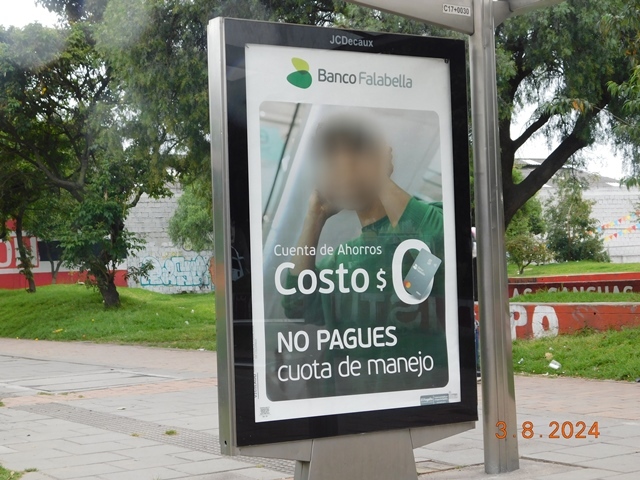 C17+0030
JCDecaux
Banco Falabella
Cuenta de Ahorros
Costo $ 0
NO PAGUES
cuota de manejo
3.8.2024